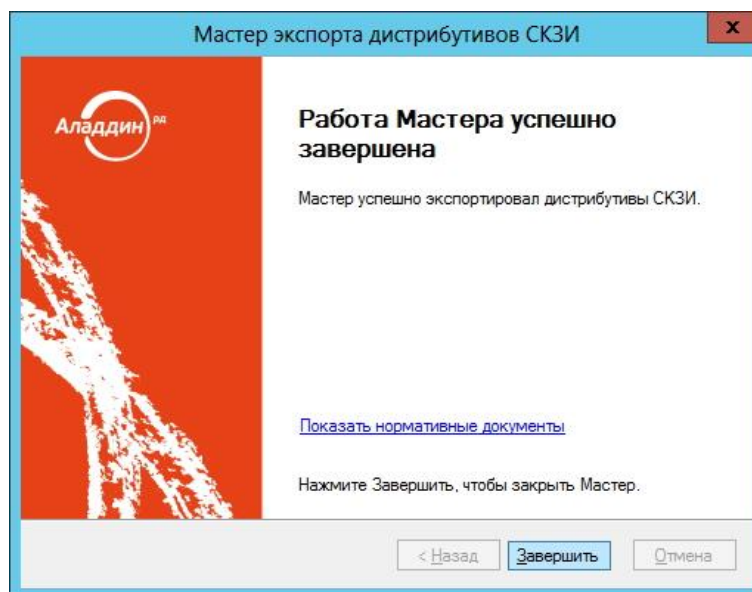 Мастер экспорта дистрибутивов СКЗИ
x
Аладдин РД
Работа Мастера успешно
завершена
Мастер успешно экспортировал дистрибутивы СКЗИ.
Показать нормативные документы
Нажмите Завершить, чтобы закрыть Мастер.
< Назад
Завершить
Отмена